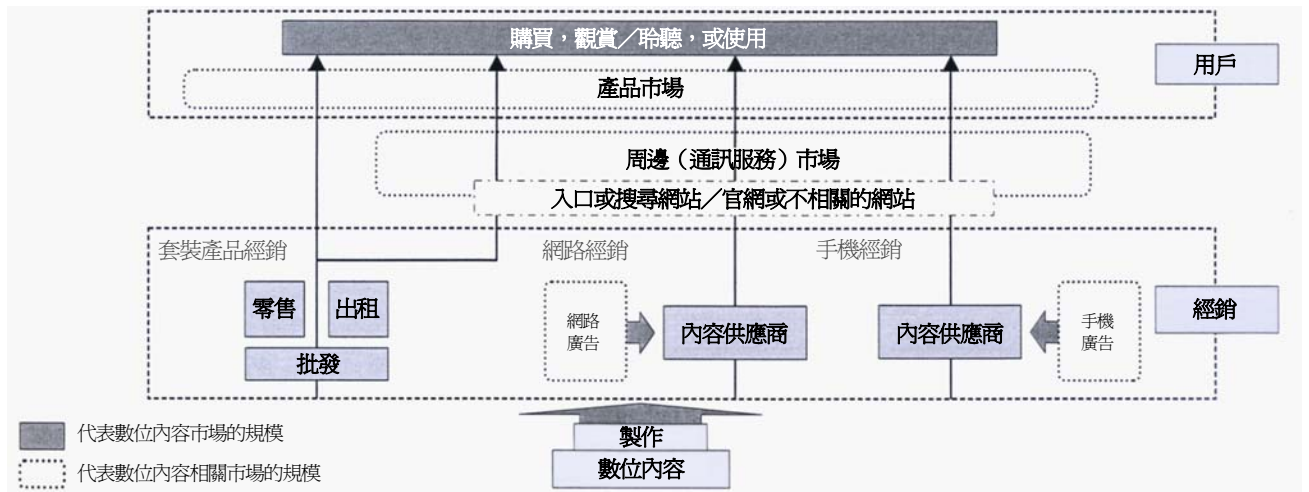 購買，觀賞／聆聽，或使用
用戶
產品市場
周邊（通訊服務）市場
入口或搜尋網站／官網或不相關的網站
套裝產品經銷
網路經銷
手機經銷
零售
出租
批發
網路
廣告
內容供應商
內容供應商
手機
廣告
經銷
製作
數位內容
代表數位內容市場的規模
代表數位內容相關市場的規模